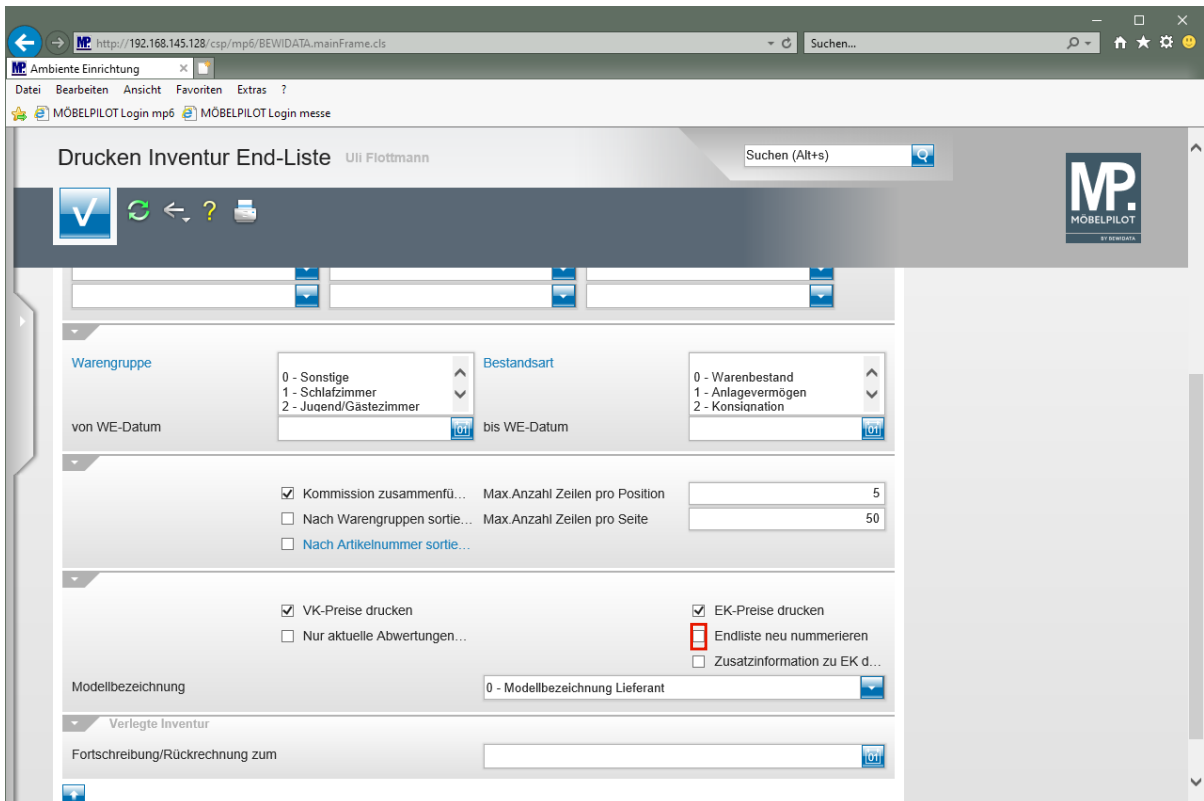 http://192.168.145.128/csp/mp6/BEWIDATA.mainFrame.cls
Suchen...
MP. Ambiente Einrichtung
Datei Bearbeiten Ansicht Favoriten Extras ?
MÖBELPILOT Login mp6 MÖBELPILOT Login messe
Drucken Inventur End-Liste Uli Flottmann
Suchen (Alt+s)
MP.
MÖBELPILOT
BY BEWIDATA
Warengruppe
0 - Sonstige
1 - Schlafzimmer
2 - Jugend/Gästezimmer
Bestandsart
0 - Warenbestand
1 - Anlagevermögen
2 - Konsignation
von WE-Datum 01 bis WE-Datum 01
Kommission zusammenfü... Max.Anzahl Zeilen pro Position 5
Nach Warengruppen sortie... Max.Anzahl Zeilen pro Seite 50
Nach Artikelnummer sortie...
VK-Preise drucken EK-Preise drucken
Nur aktuelle Abwertungen... Endliste neu nummerieren
Zusatzinformation zu EK d...
Modellbezeichnung 0 - Modellbezeichnung Lieferant
Verlegte Inventur
Fortschreibung/Rückrechnung zum 01